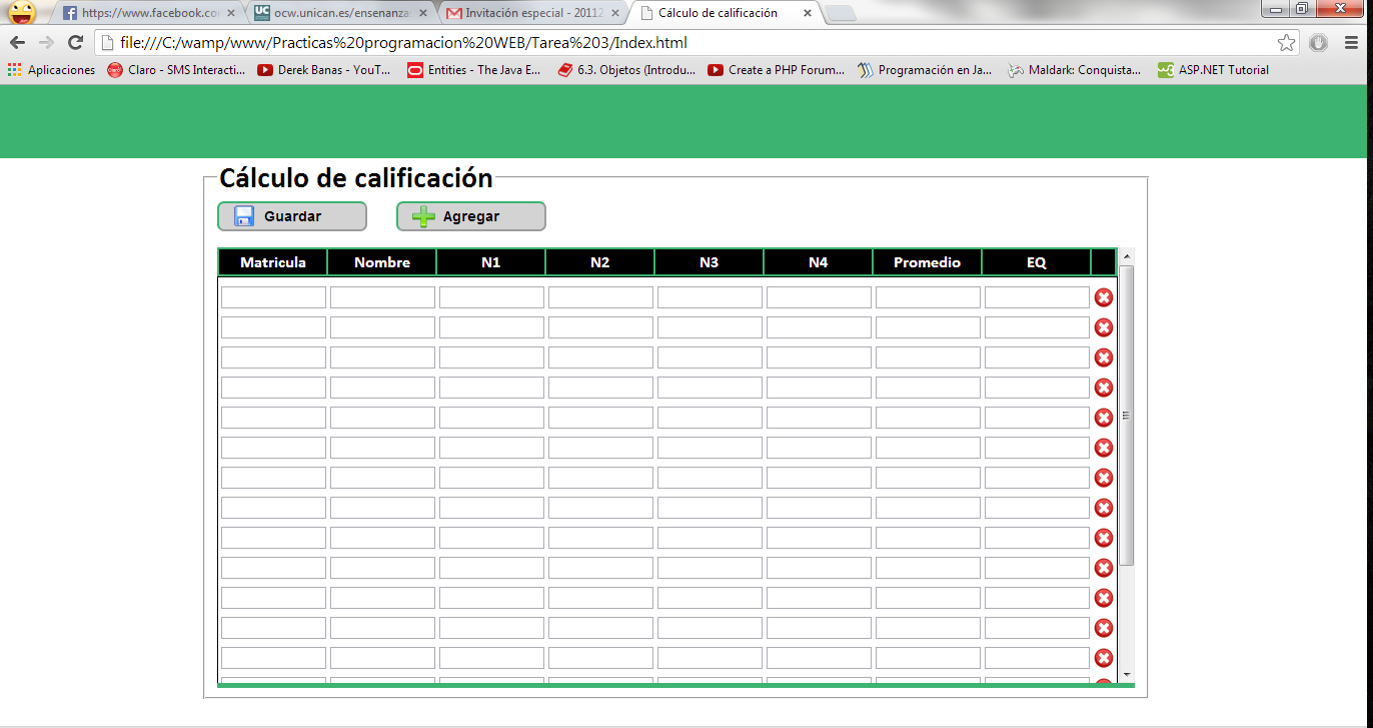 https://www.facebook.co
UC ocw.unican.es/ensenanza
Invitación especial - 20112
Cálculo de calificación
file:///C:/wamp/www/Practicas%20programacion%20WEB/Tarea%203/Index.html
Aplicaciones Claro - SMS Interacti... Derek Banas - YouT... Entities - The Java E... 6.3. Objetos (Introdu... Create a PHP Forum... Programación en Ja... Maldark: Conquista... ASP.NET Tutorial
Cálculo de calificación
Guardar Agregar
Matricula Nombre N1 N2 N3 N4 Promedio EQ